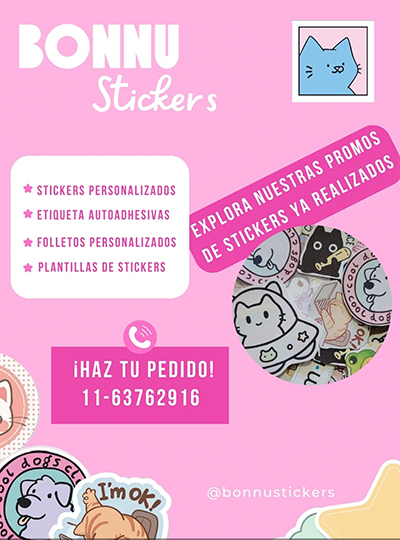 BONNU
Stickers
STICKERS PERSONALIZADOS
ETIQUETA AUTOADHESIVAS
FOLLETOS PERSONALIZADOS
PLANTILLAS DE STICKERS
EXPLORA NUESTRAS PROMOS
DE STICKERS YA REALIZADOS
¡HAZ TU PEDIDO!
11-63762916
cool dogs cl
I'm OK!
@bonnustickers